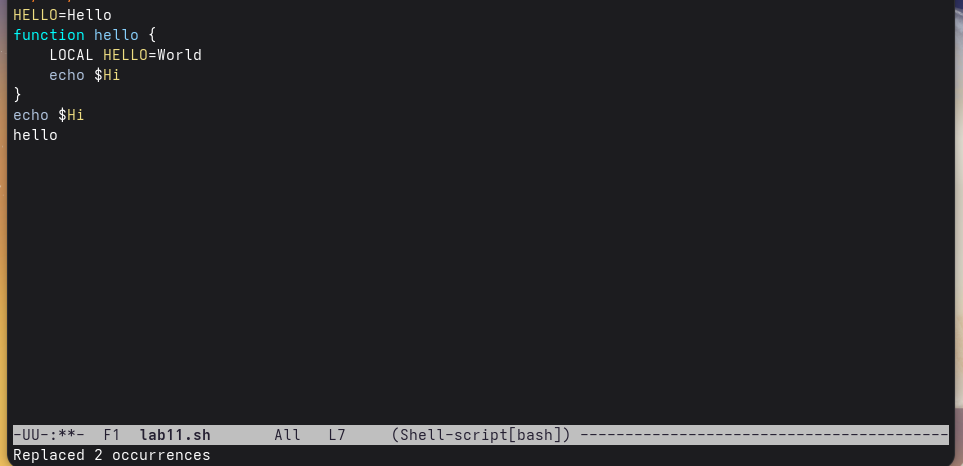 HELLO=Hello
function hello {
    LOCAL HELLO=World
    echo $Hi
}
echo $Hi
hello
-UU-:**-  F1  lab11.sh       All   L7     (Shell-script[bash]) -----------------------------------------
Replaced 2 occurrences